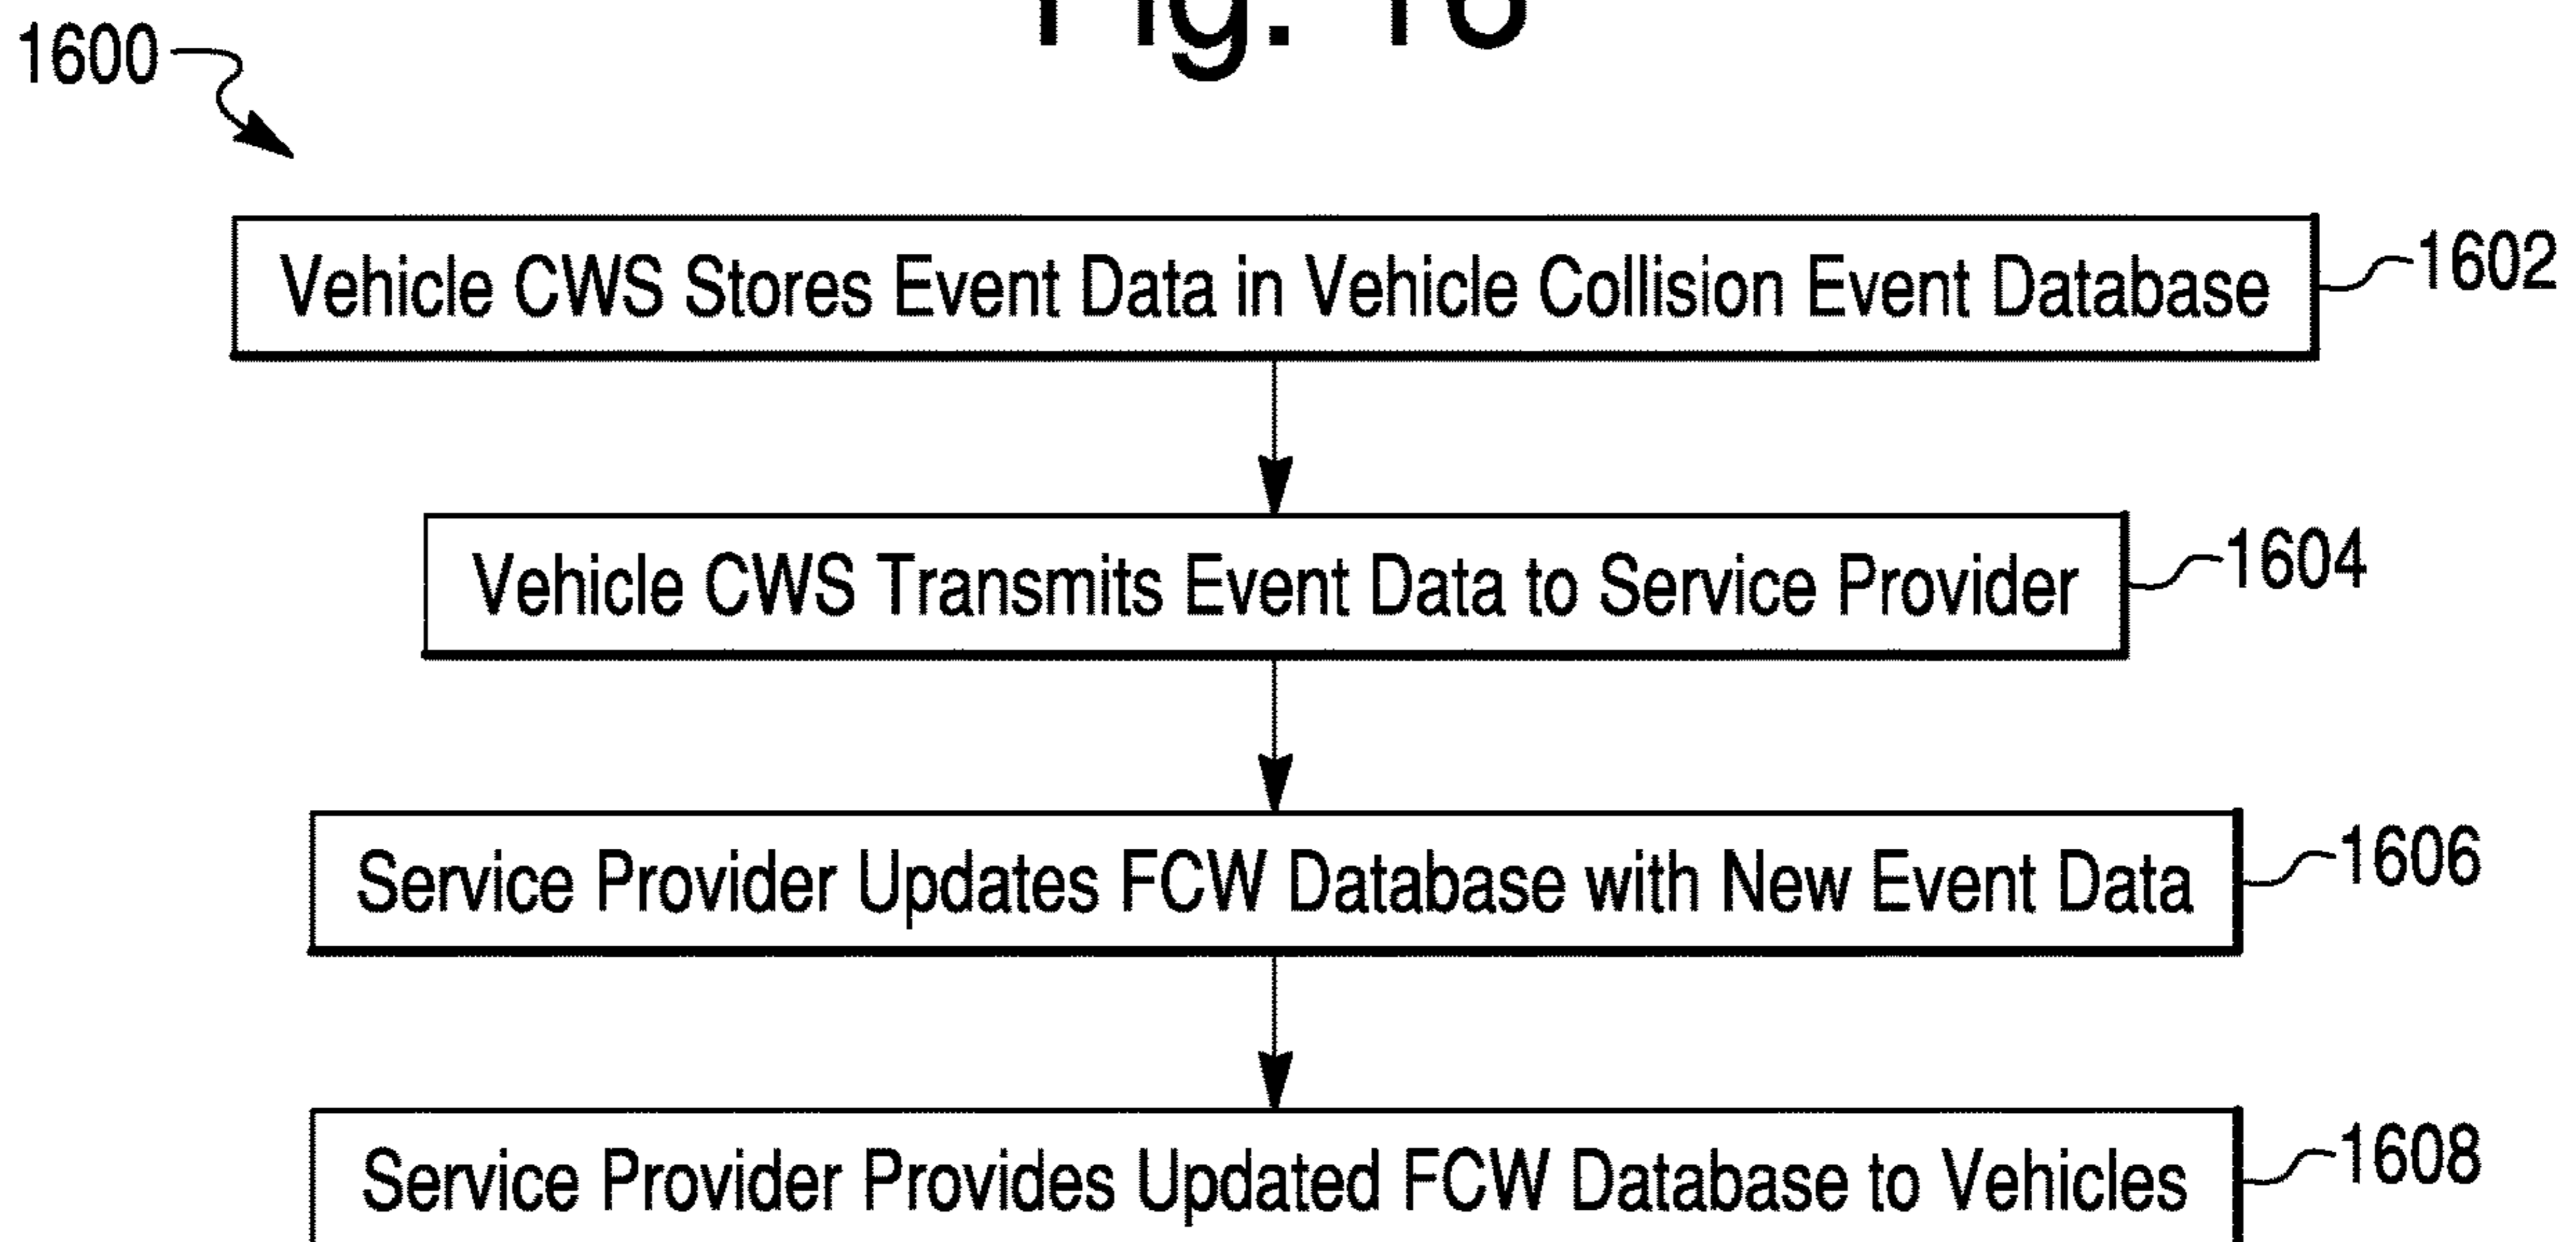 Fig. 16
1600
Vehicle CWS Stores Event Data in Vehicle Collision Event Database
1602
Vehicle CWS Transmits Event Data to Service Provider
1604
Service Provider Updates FCW Database with New Event Data
1606
Service Provider Provides Updated FCW Database to Vehicles
1608